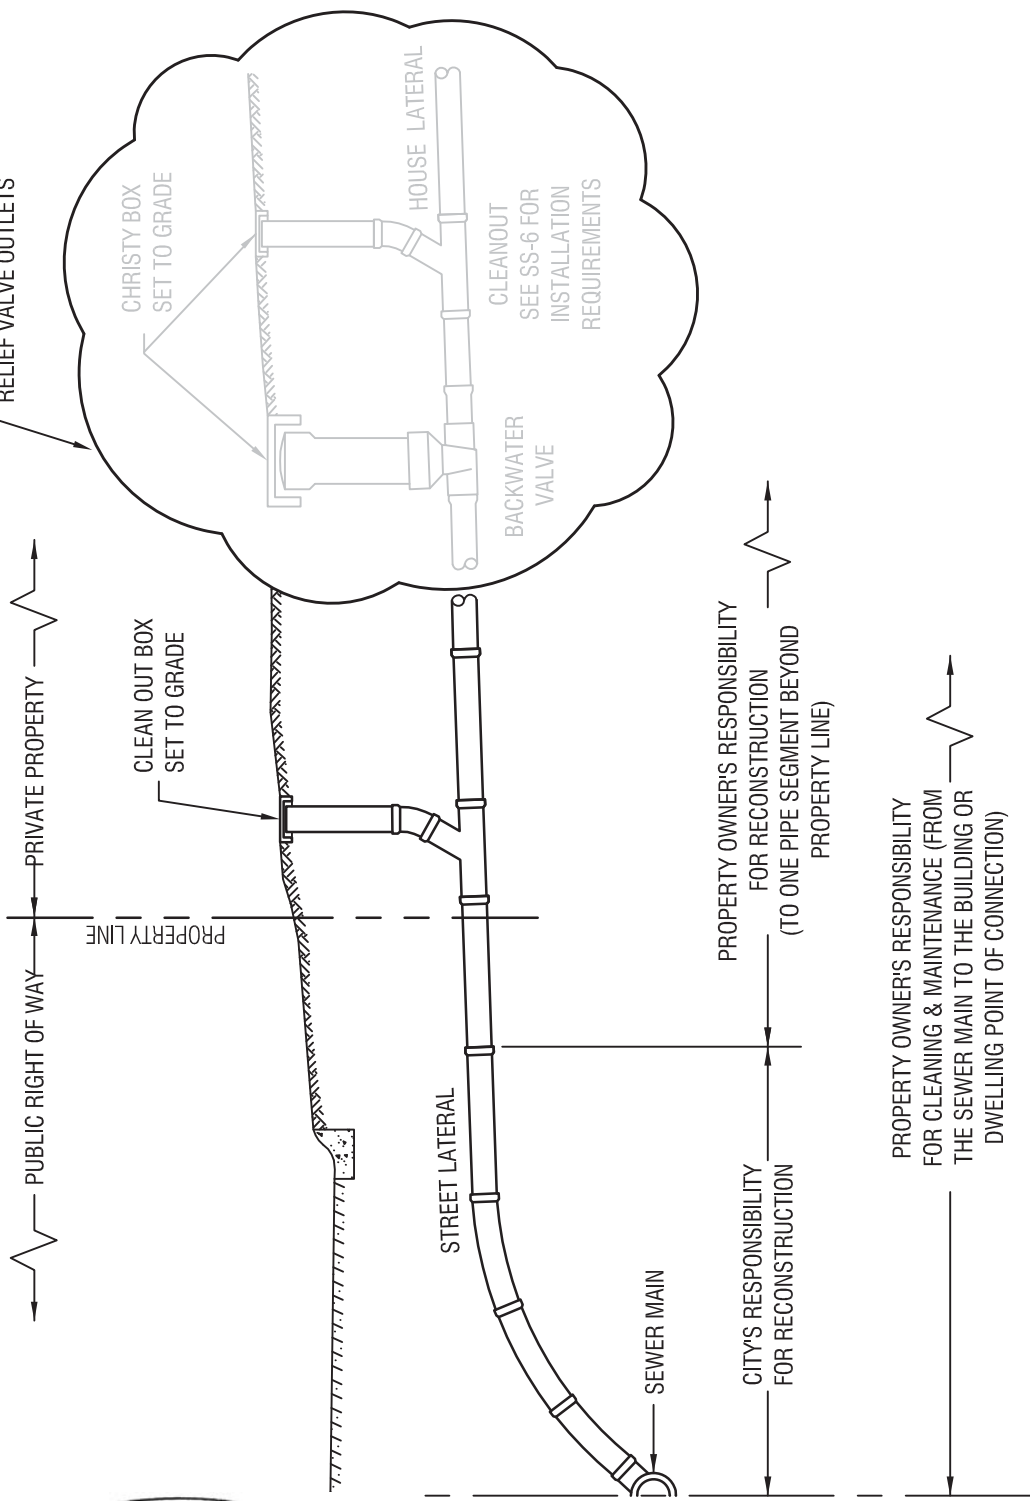 RELIEF VALVE OUTLETS
CHRISTY BOX
SET TO GRADE
HOUSE LATERAL
CLEANOUT
SEE SS-6 FOR
INSTALLATION
REQUIREMENTS
BACKWATER
VALVE
PRIVATE PROPERTY
PUBLIC RIGHT OF WAY
CLEAN OUT BOX
SET TO GRADE
PROPERTY LINE
STREET LATERAL
SEWER MAIN
PROPERTY OWNER'S RESPONSIBILITY
FOR RECONSTRUCTION
(TO ONE PIPE SEGMENT BEYOND
PROPERTY LINE)
CITY'S RESPONSIBILITY
FOR RECONSTRUCTION
PROPERTY OWNER'S RESPONSIBILITY
FOR CLEANING & MAINTENANCE (FROM
THE SEWER MAIN TO THE BUILDING OR
DWELLING POINT OF CONNECTION)